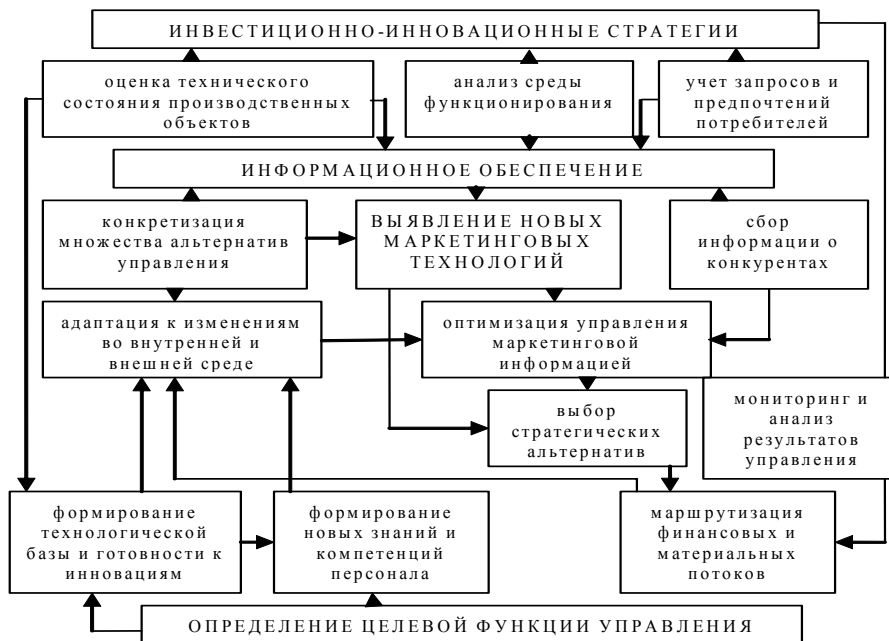 ИНВЕСТИЦИОННО-ИННОВАЦИОННЫЕ СТРАТЕГИИ
оценка технического
состояния производственных
объектов
анализ среды
функционирования
учет запросов и
предпочтений
потребителей
ИНФОРМАЦИОННОЕ ОБЕСПЕЧЕНИЕ
конкретизация
множества альтернатив
управления
ВЫЯВЛЕНИЕ НОВЫХ
МАРКЕТИНГОВЫХ
ТЕХНОЛОГИЙ
сбор
информации о
конкурентах
адаптация к изменениям
во внутренней и
внешней среде
оптимизация управления
маркетинговой
информацией
выбор
стратегических
альтернатив
мониторинг и
анализ
результатов
управления
формирование
технологической
базы и готовности к
инновациям
формирование
новых знаний и
компетенций
персонала
маршрутизация
финансовых и
материальных
потоков
ОПРЕДЕЛЕНИЕ ЦЕЛЕВОЙ ФУНКЦИИ УПРАВЛЕНИЯ